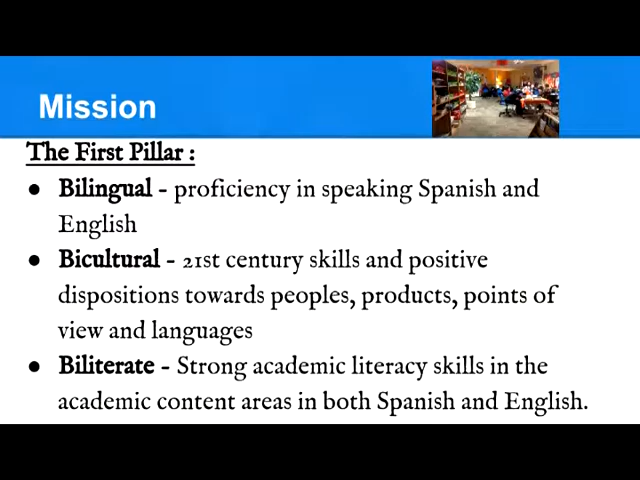 Mission
The First Pillar :
● Bilingual - proficiency in speaking Spanish and
English
● Bicultural - 21st century skills and positive
dispositions towards peoples, products, points of
view and languages
● Biliterate - Strong academic literacy skills in the
academic content areas in both Spanish and English.